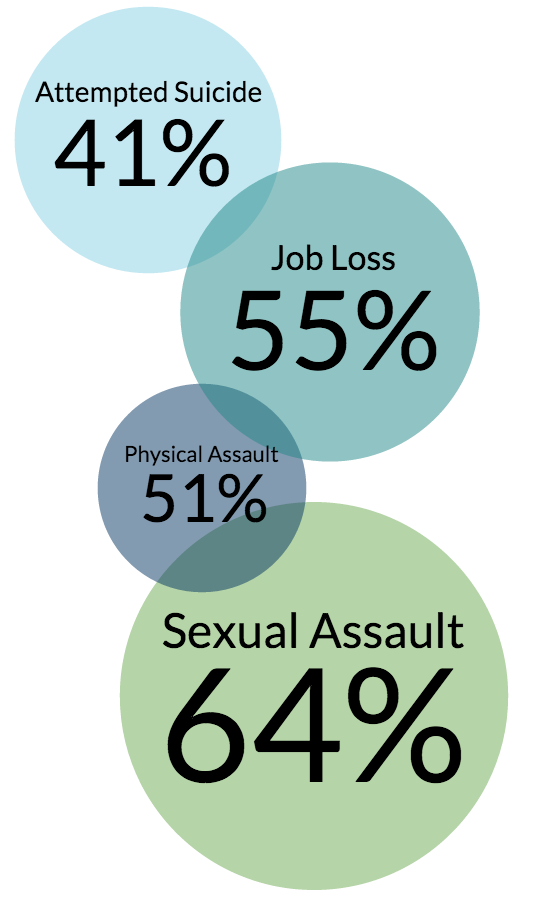 Attempted Suicide
41%
Job Loss
55%
Physical Assault
51%
Sexual Assault
64%